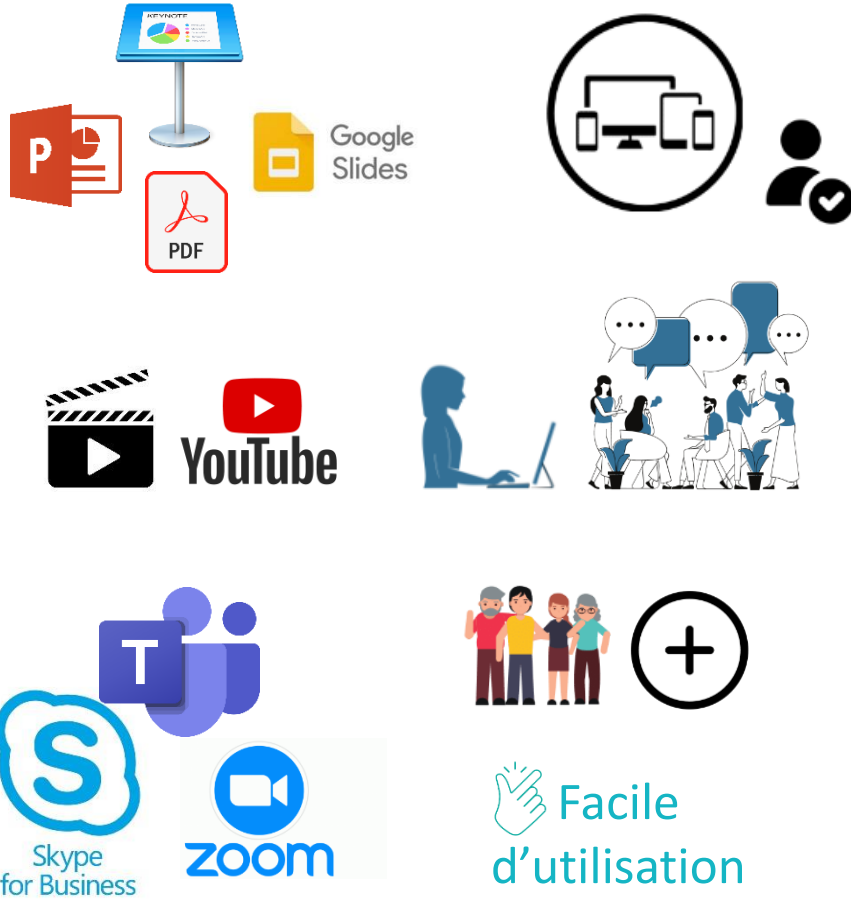 KEYNOTE
P
Google
Slides
PDF
YouTube
T
S
Skype
for Business
zoom
Facile
d'utilisation